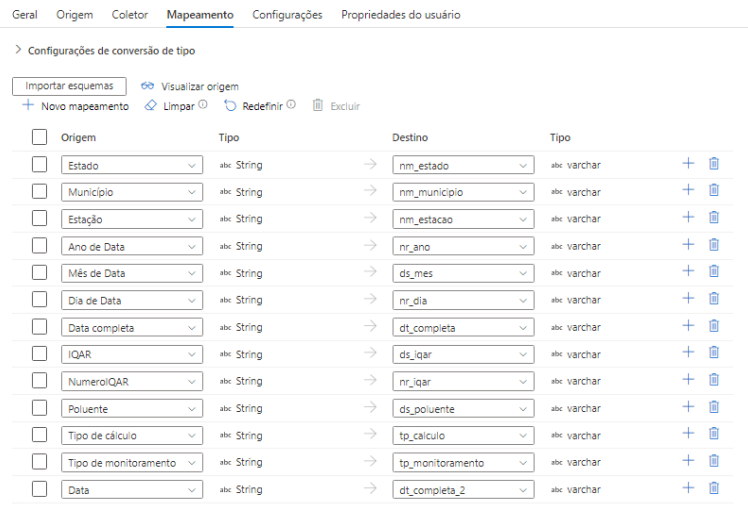 Geral Origem Coletor Mapeamento Configurações Propriedades do usuário
Configurações de conversão de tipo
Importar esquemas Visualizar origem
Novo mapeamento Limpar Redefinir Excluir
Origem Tipo Destino Tipo
Estado abc String nm_estado abc varchar
Município abc String nm_municipio abc varchar
Estação abc String nm_estacao abc varchar
Ano de Data abc String nr_ano abc varchar
Mês de Data abc String ds_mes abc varchar
Dia de Data abc String nr_dia abc varchar
Data completa abc String dt_completa abc varchar
IQAR abc String ds_iqar abc varchar
NumeroIQAR abc String nr_iqar abc varchar
Poluente abc String ds_poluente abc varchar
Tipo de cálculo abc String tp_calculo abc varchar
Tipo de monitoramento abc String tp_monitoramento abc varchar
Data abc String dt_completa_2 abc varchar